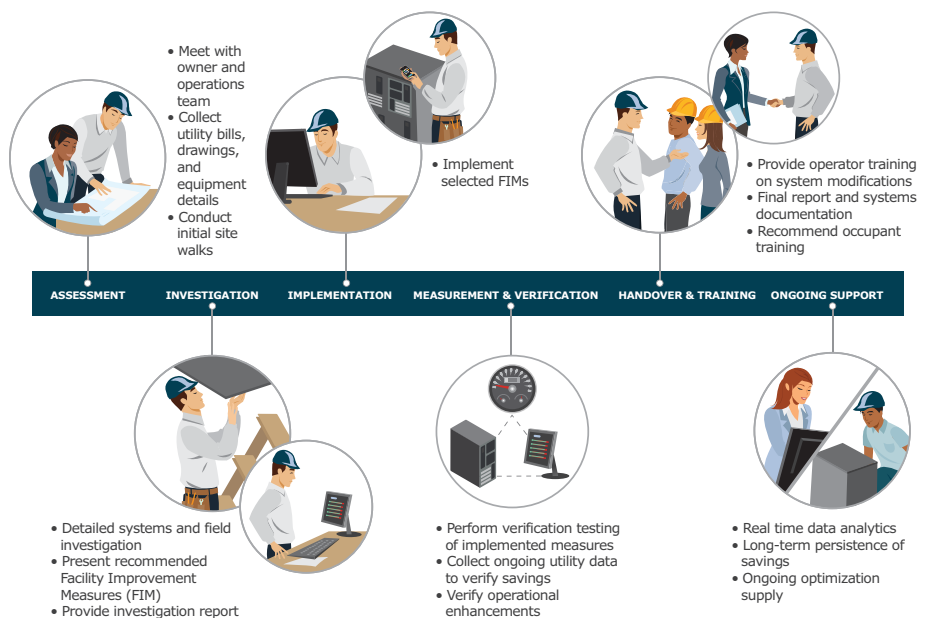 • Meet with
owner and
operations
team
• Collect
utility bills,
drawings,
and
equipment
details
• Conduct
initial site
walks
• Implement
selected FIMs
• Provide operator training
on system modifications
• Final report and systems
documentation
• Recommend occupant
training
ASSESSMENT
INVESTIGATION
IMPLEMENTATION
MEASUREMENT & VERIFICATION
HANDOVER & TRAINING
ONGOING SUPPORT
• Detailed systems and field
investigation
• Present recommended
Facility Improvement
Measures (FIM)
• Provide investigation report
• Perform verification testing
of implemented measures
• Collect ongoing utility data
to verify savings
• Verify operational
enhancements
• Real time data analytics
• Long-term persistence of
savings
• Ongoing optimization
supply